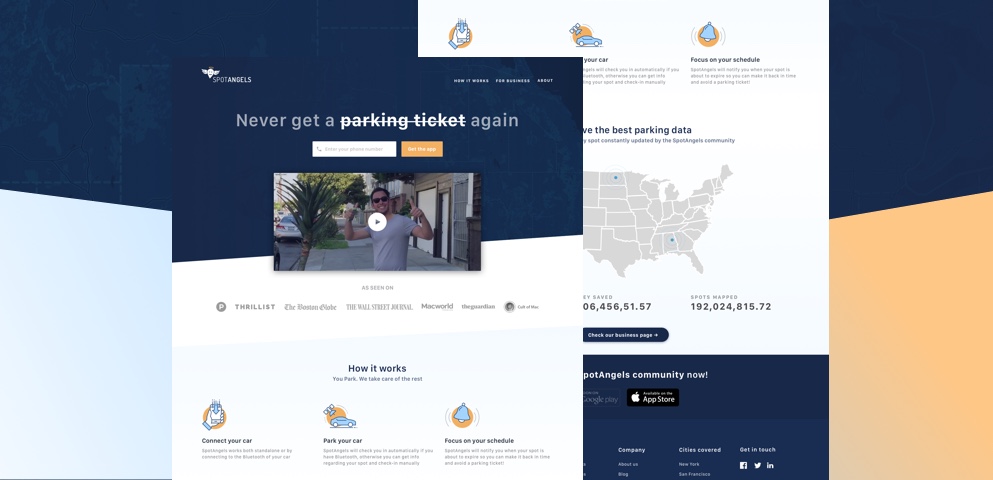 SPOTANGELS
HOW IT WORKS FOR BUSINESS ABOUT
Never get a parking ticket again
Enter your phone number
Get the app
AS SEEN ON
P THRILLIST The Boston Globe THE WALL STREET JOURNAL Macworld theguardian Cult of Mac
How it works
You Park. We take care of the rest
Connect your car
SpotAngels works both standalone or by
connecting to the Bluetooth of your car
Park your car
SpotAngels will check you in automatically if you
have Bluetooth, otherwise you can get info
regarding your spot and check-in manually
Focus on your schedule
SpotAngels will notify you when your spot is
about to expire so you can make it back in time
and avoid a parking ticket!
your car
ngels will check you in automatically if you
luetooth, otherwise you can get info
ng your spot and check-in manually
Focus on your schedule
SpotAngels will notify you when your spot is
about to expire so you can make it back in time
and avoid a parking ticket!
ve the best parking data
y spot constantly updated by the SpotAngels community
EY SAVED
06,456,51.57
SPOTS MAPPED
192,024,815.72
Check our business page →
potAngels community now!
Google play
Available on the
App Store
Company
About us
Blog
Cities covered
New York
San Francisco
Get in touch